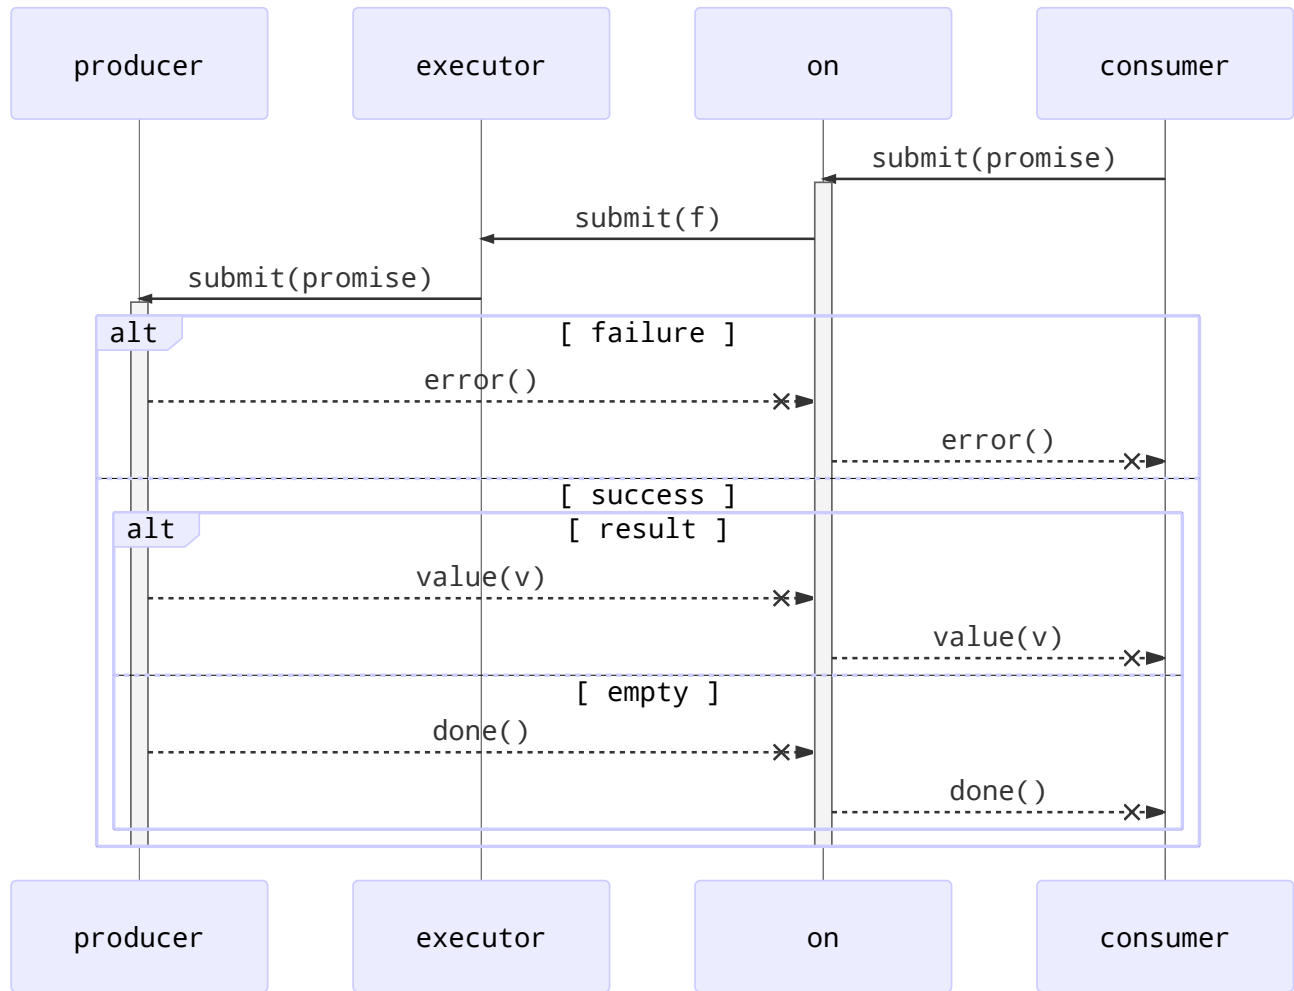 producer executor on consumer
submit(promise)
submit(f)
submit(promise)
alt [ failure ]
error()
error()
[ success ]
alt [ result ]
value(v)
value(v)
[ empty ]
done()
done()
producer executor on consumer